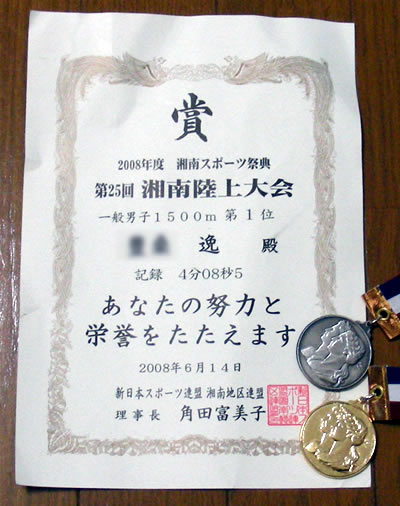 賞
2008年度 湘南スポーツ祭典
第25回 湘南陸上大会
一般男子1500m 第1位
逸 殿
記録 4分08秒5
あなたの努力と
栄誉をたたえます
2008年6月14日
新日本スポーツ連盟 湘南地区連盟
理事長 角田富美子